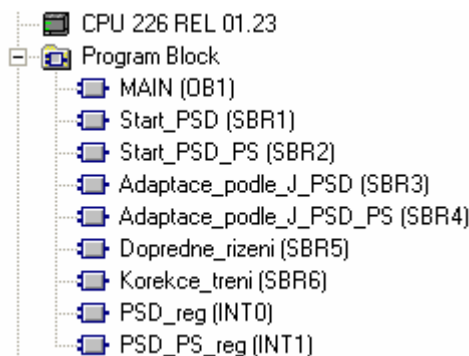 CPU 226 REL 01.23
Program Block
MAIN (OB1)
Start_PSD (SBR1)
Start_PSD_PS (SBR2)
Adaptace_podle_J_PSD (SBR3)
Adaptace_podle_J_PSD_PS (SBR4)
Dopredne_rizeni (SBR5)
Korekce_treni (SBR6)
PSD_reg (INT0)
PSD_PS_reg (INT1)